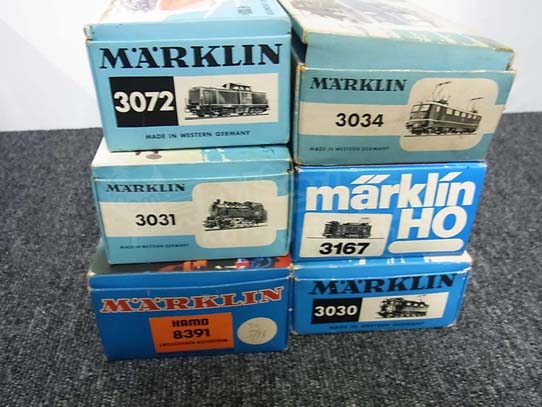 MÄRKLIN
3072
MADE IN WESTERN GERMANY
MÄRKLIN
3034
MADE IN WESTERN GERMANY
MÄRKLIN
3031
MADE IN WESTERN GERMANY
märklin
HO
3167
MÄRKLIN
HAMO
8391
MÄRKLIN
3030
MADE IN WESTERN GERMANY